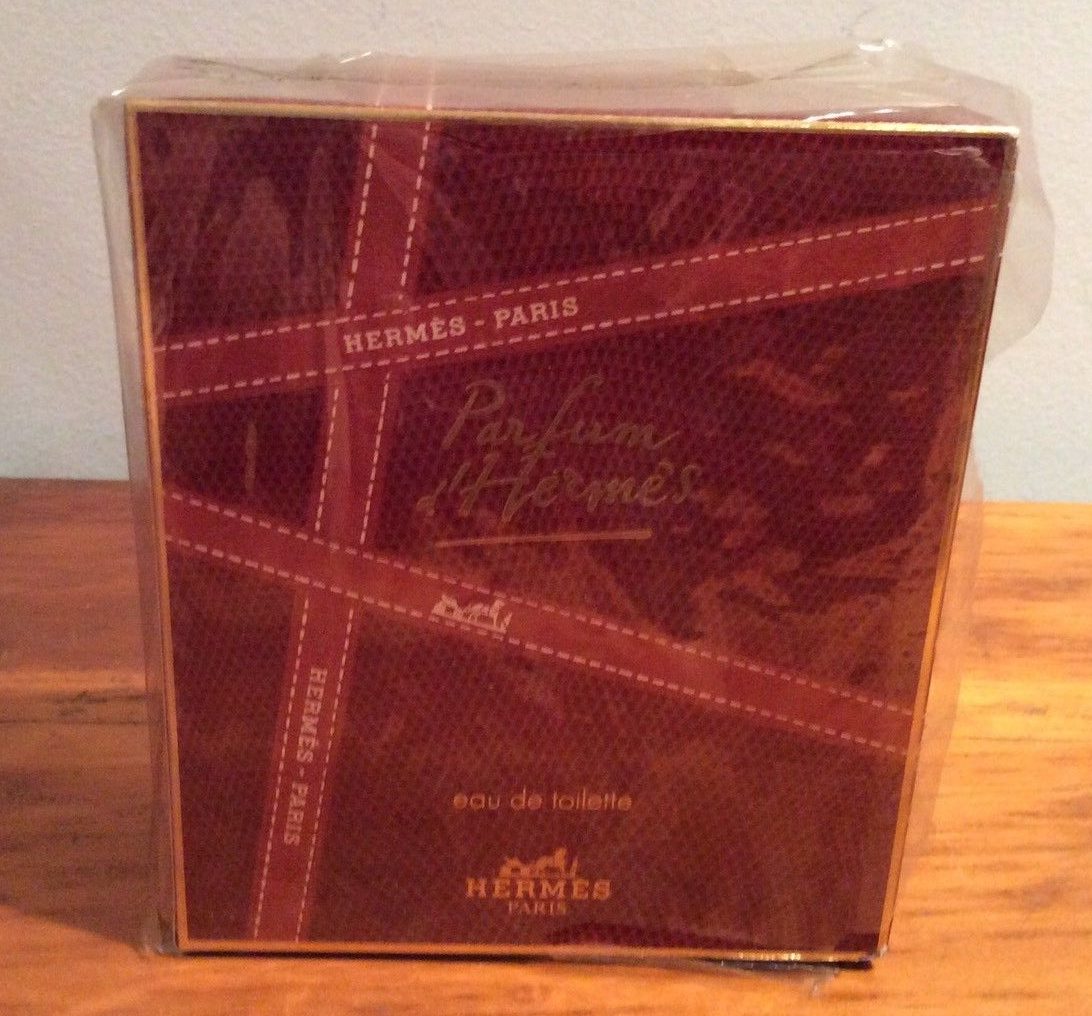 HERMÈS - PARIS
Parfum
d'Hermès
HERMÈS - PARIS
eau de toilette
HERMÈS
PARIS